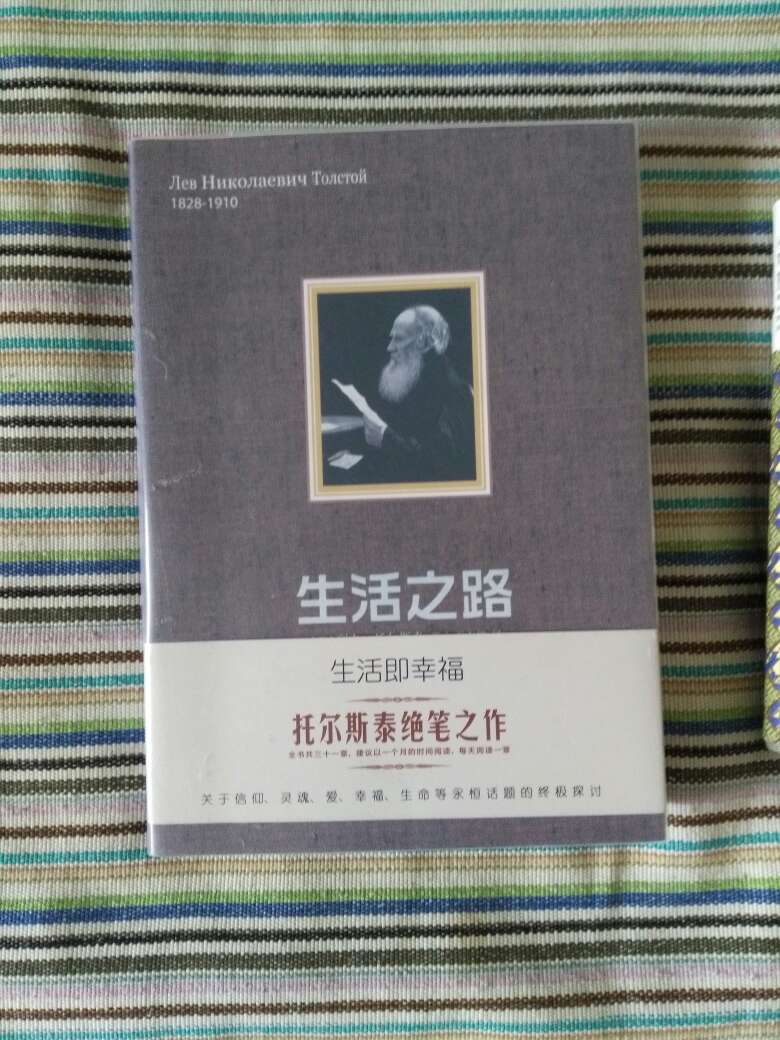 Лев Николаевич Толстой
1828-1910
生活之路
生活即幸福
托尔斯泰绝笔之作
全书共三十一章，建议以一个月的时间阅读，每天阅读一章
关于信仰、灵魂、爱、幸福、生命等永恒话题的终极探讨